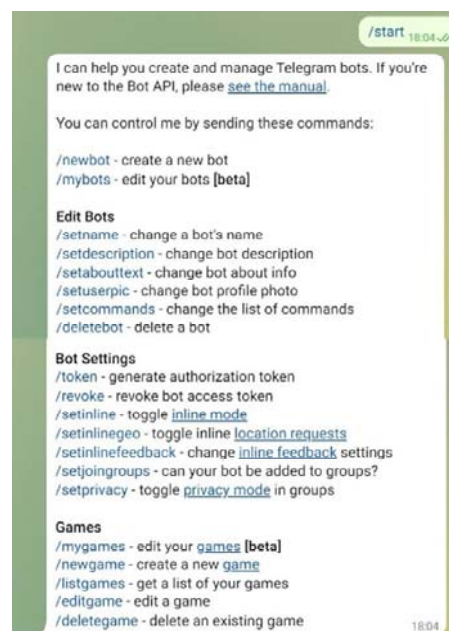 /start 18:04
I can help you create and manage Telegram bots. If you're
new to the Bot API, please see the manual.
You can control me by sending these commands:
/newbot - create a new bot
/mybots - edit your bots [beta]
Edit Bots
/setname - change a bot's name
/setdescription - change bot description
/setabouttext - change bot about info
/setuserpic - change bot profile photo
/setcommands - change the list of commands
/deletebot - delete a bot
Bot Settings
/token - generate authorization token
/revoke - revoke bot access token
/setinline - toggle inline mode
/setinlinegeo - toggle inline location requests
/setinlinefeedback - change inline feedback settings
/setjoingroups - can your bot be added to groups?
/setprivacy - toggle privacy mode in groups
Games
/mygames - edit your games [beta]
/newgame - create a new game
/listgames - get a list of your games
/editgame - edit a game
/deletegame - delete an existing game 18:04